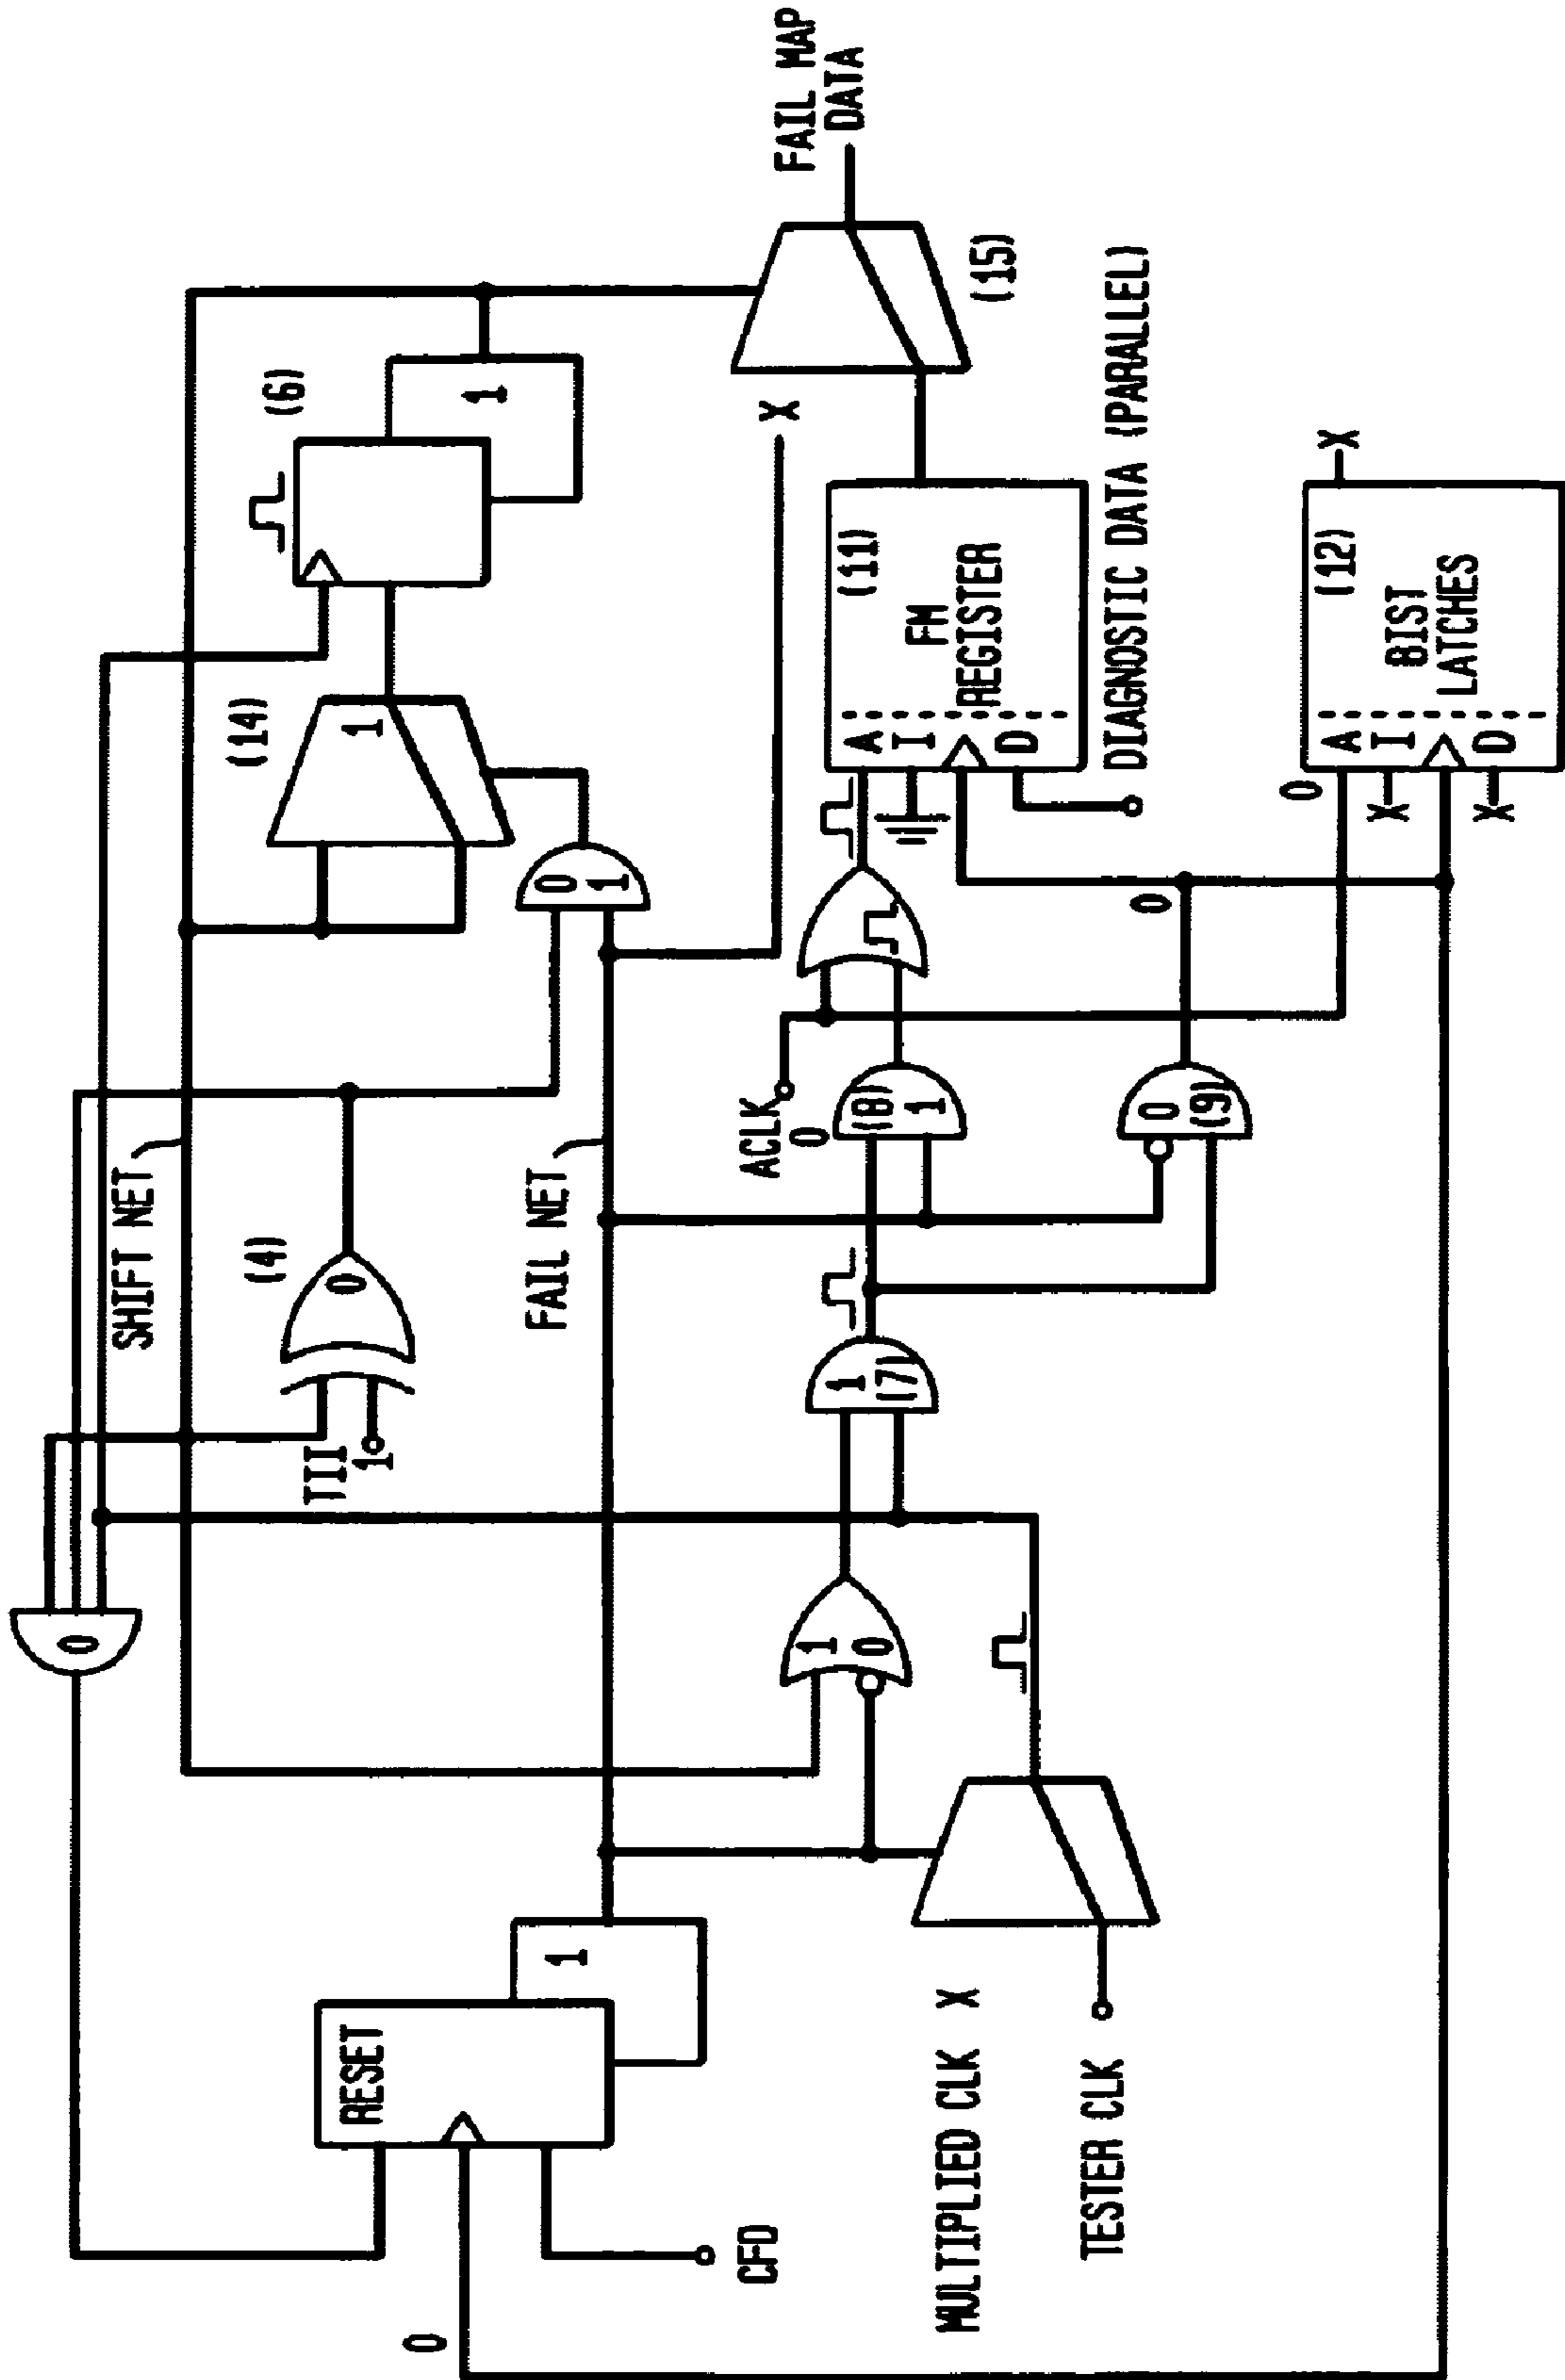 SHIFT NET
(4)
0
TII
1
0
FAIL NET
(14)
1
(6)
1
0
1
X
FAIL MAP
DATA
(15)
RESET
1
CFD
0
MULTIPLIED CLK X
TESTER CLK
1
0
1
(7)
ACLK
0
(8)
1
0
(9)
0
A
I
D
(11)
FM
REGISTER
DIAGNOSTIC DATA (PARALLEL)
0
A
I
D
X
X
(12)
BIST
LATCHES
X